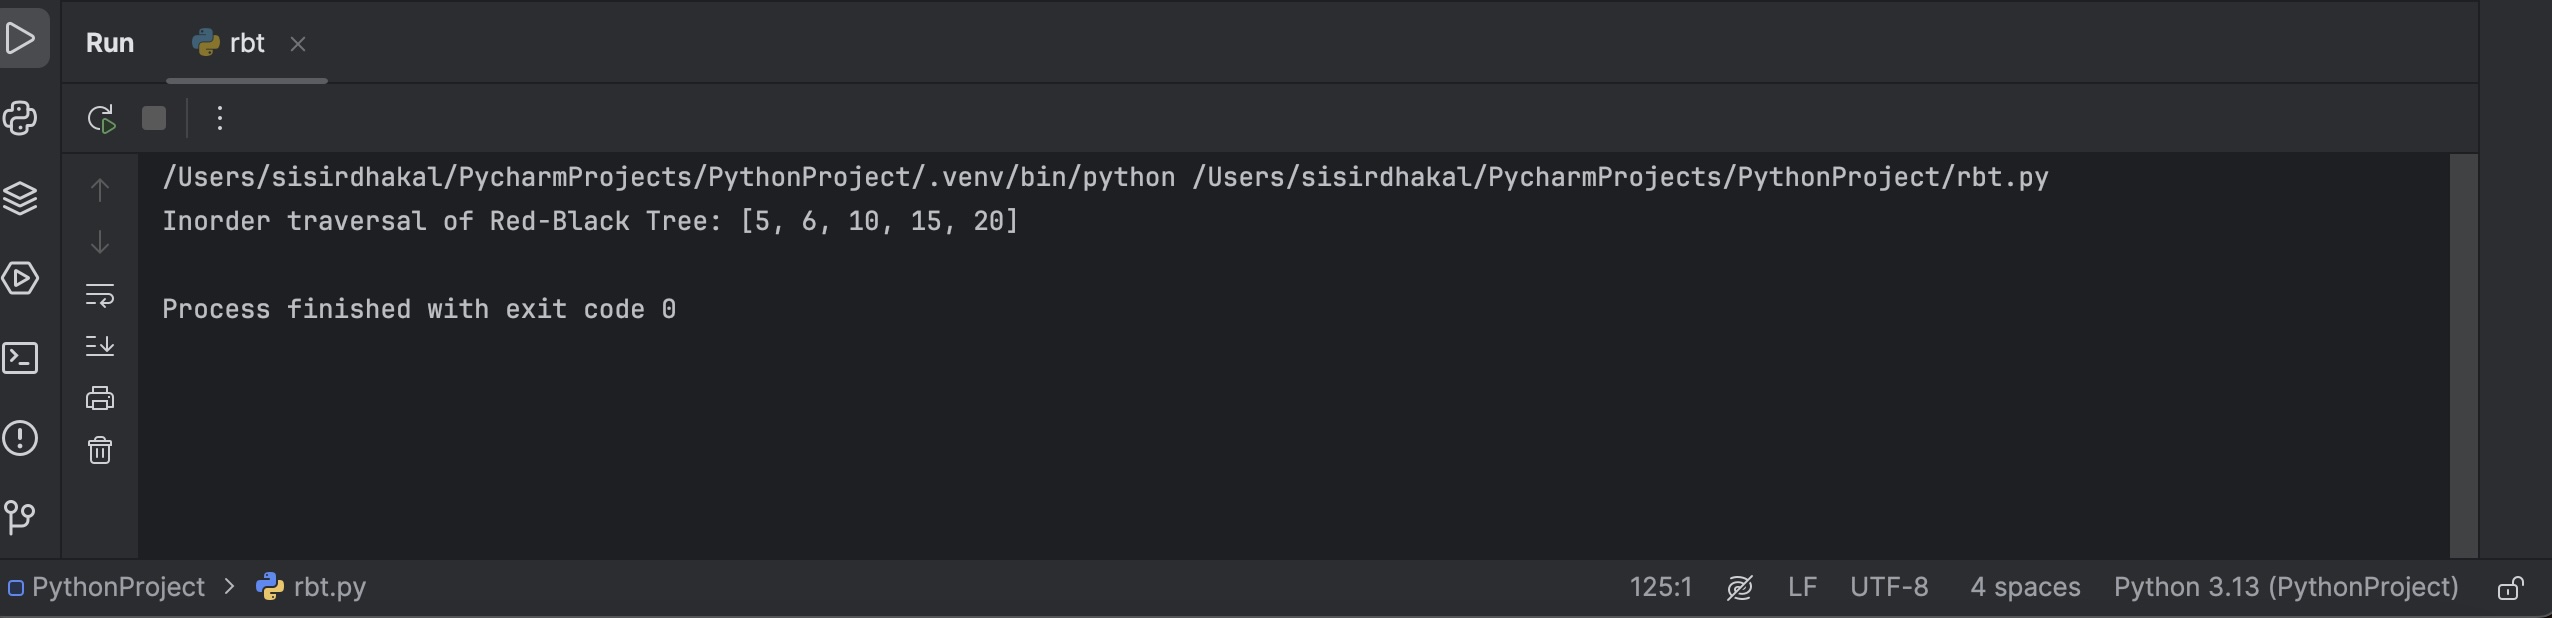 Run rbt
/Users/sisirdhakal/PycharmProjects/PythonProject/.venv/bin/python /Users/sisirdhakal/PycharmProjects/PythonProject/rbt.py
Inorder traversal of Red-Black Tree: [5, 6, 10, 15, 20]
Process finished with exit code 0
PythonProject > rbt.py 125:1 LF UTF-8 4 spaces Python 3.13 (PythonProject)